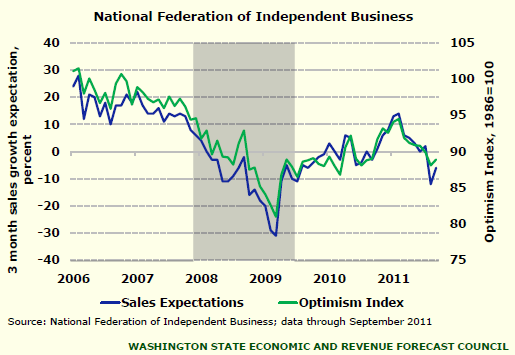 National Federation of Independent Business
3 month sales growth expectation,
percent
40
30
20
10
0
-10
-20
-30
-40
105
100
95
90
85
80
75
Optimism Index, 1986=100
2006
2007
2008
2009
2010
2011
Sales Expectations
Optimism Index
Source: National Federation of Independent Business; data through September 2011
WASHINGTON STATE ECONOMIC AND REVENUE FORECAST COUNCIL